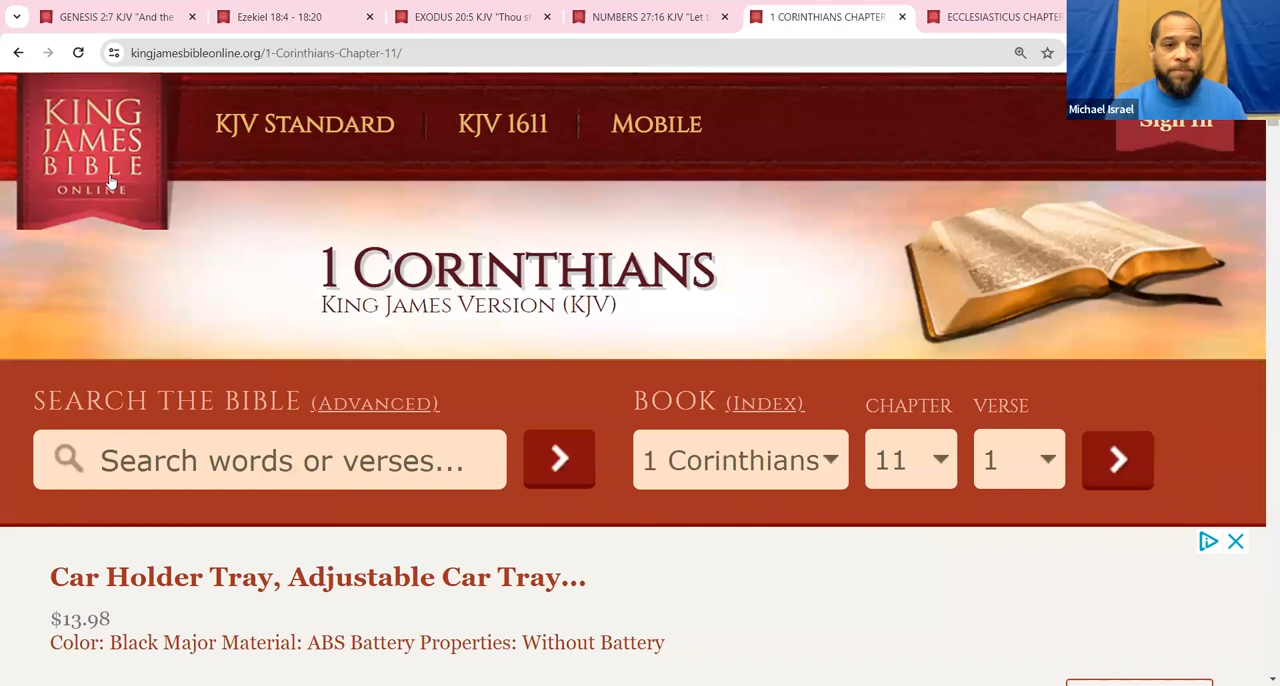 GENESIS 2:7 KJV "And the
Ezekiel 18:4 - 18:20
EXODUS 20:5 KJV "Thou sh
NUMBERS 27:16 KJV "Let t
1 CORINTHIANS CHAPTER
ECCLESIASTICUS CHAPTE
kingjamesbibleonline.org/1-Corinthians-Chapter-11/
Michael Israel
KING
JAMES
BIBLE
ONLINE
KJV STANDARD
KJV 1611
MOBILE
Sign In
1 CORINTHIANS
KING JAMES VERSION (KJV)
SEARCH THE BIBLE (ADVANCED)
BOOK (INDEX)
CHAPTER
VERSE
Search words or verses...
1 Corinthians
11
1
Car Holder Tray, Adjustable Car Tray...
$13.98
Color: Black Major Material: ABS Battery Properties: Without Battery